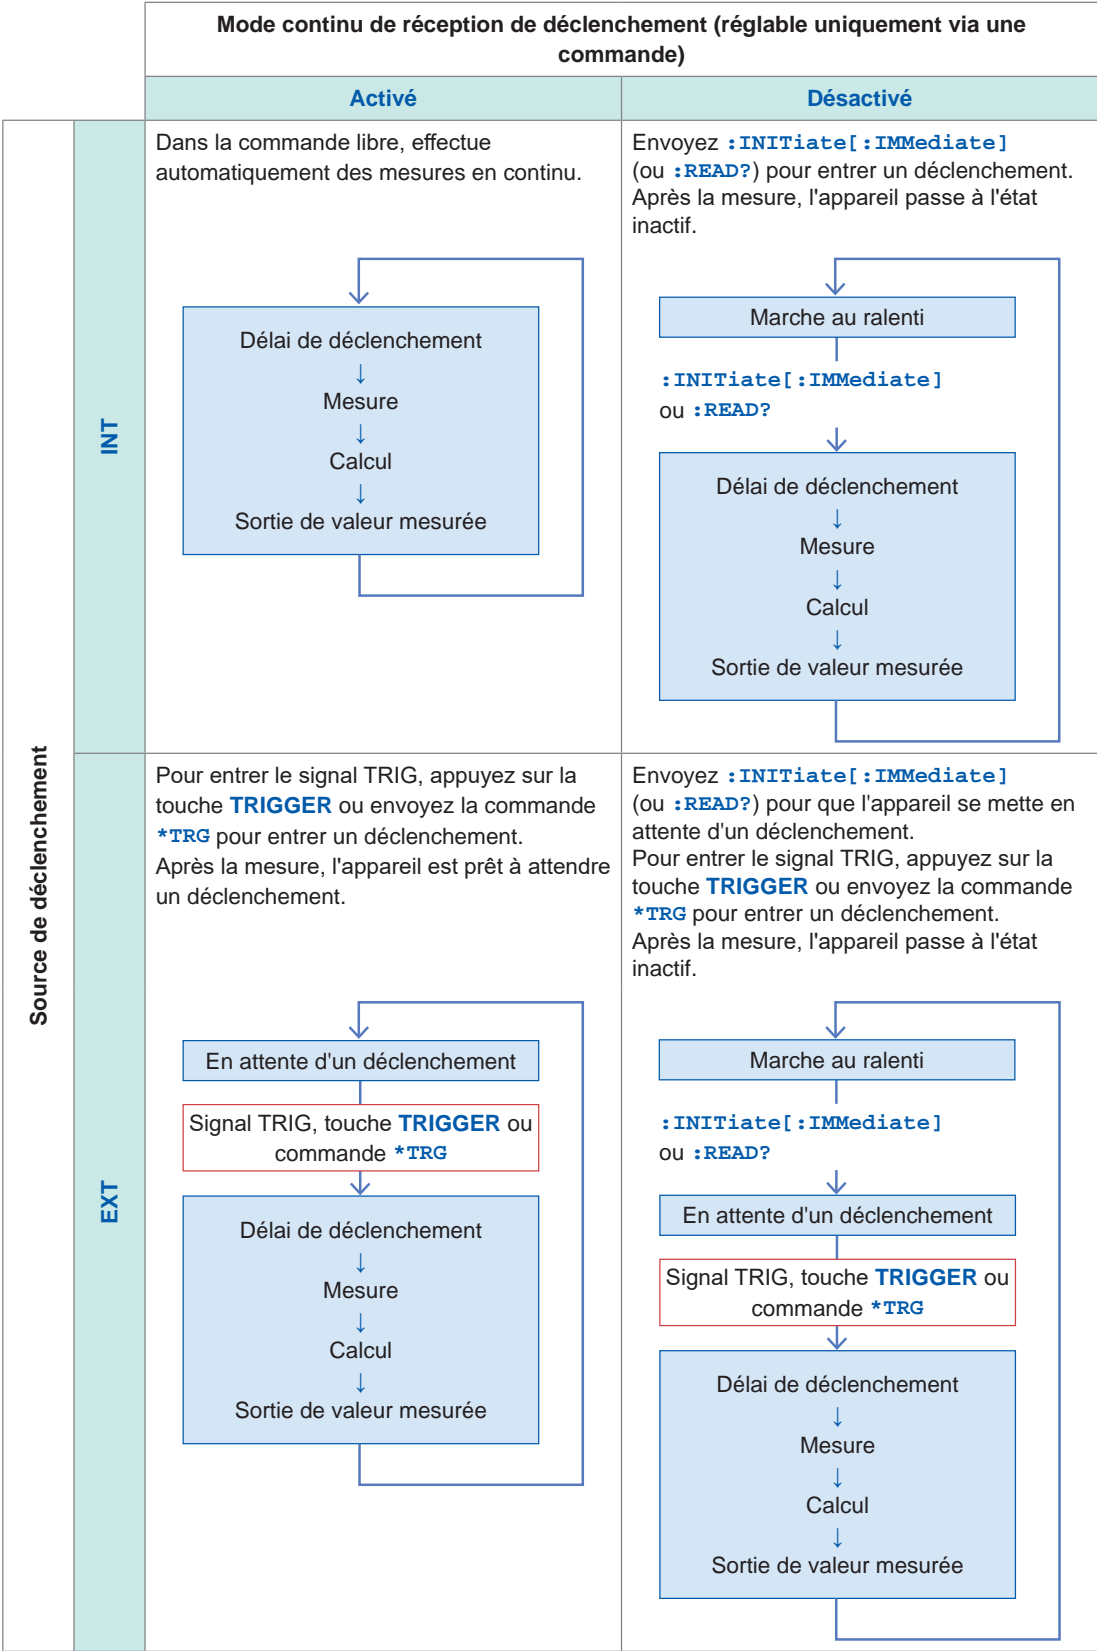 Mode continu de réception de déclenchement (réglable uniquement via une
commande)
Activé
Désactivé
Source de déclenchement
INT
Dans la commande libre, effectue
automatiquement des mesures en continu.
Délai de déclenchement
↓
Mesure
↓
Calcul
↓
Sortie de valeur mesurée
Envoyez :INITiate[:IMMediate]
(ou :READ?) pour entrer un déclenchement.
Après la mesure, l'appareil passe à l'état
inactif.
Marche au ralenti
:INITiate[:IMMediate]
ou :READ?
Délai de déclenchement
↓
Mesure
↓
Calcul
↓
Sortie de valeur mesurée
EXT
Pour entrer le signal TRIG, appuyez sur la
touche TRIGGER ou envoyez la commande
*TRG pour entrer un déclenchement.
Après la mesure, l'appareil est prêt à attendre
un déclenchement.
En attente d'un déclenchement
Signal TRIG, touche TRIGGER ou
commande *TRG
Délai de déclenchement
↓
Mesure
↓
Calcul
↓
Sortie de valeur mesurée
Envoyez :INITiate[:IMMediate]
(ou :READ?) pour que l'appareil se mette en
attente d'un déclenchement.
Pour entrer le signal TRIG, appuyez sur la
touche TRIGGER ou envoyez la commande
*TRG pour entrer un déclenchement.
Après la mesure, l'appareil passe à l'état
inactif.
Marche au ralenti
:INITiate[:IMMediate]
ou :READ?
En attente d'un déclenchement
Signal TRIG, touche TRIGGER ou
commande *TRG
Délai de déclenchement
↓
Mesure
↓
Calcul
↓
Sortie de valeur mesurée